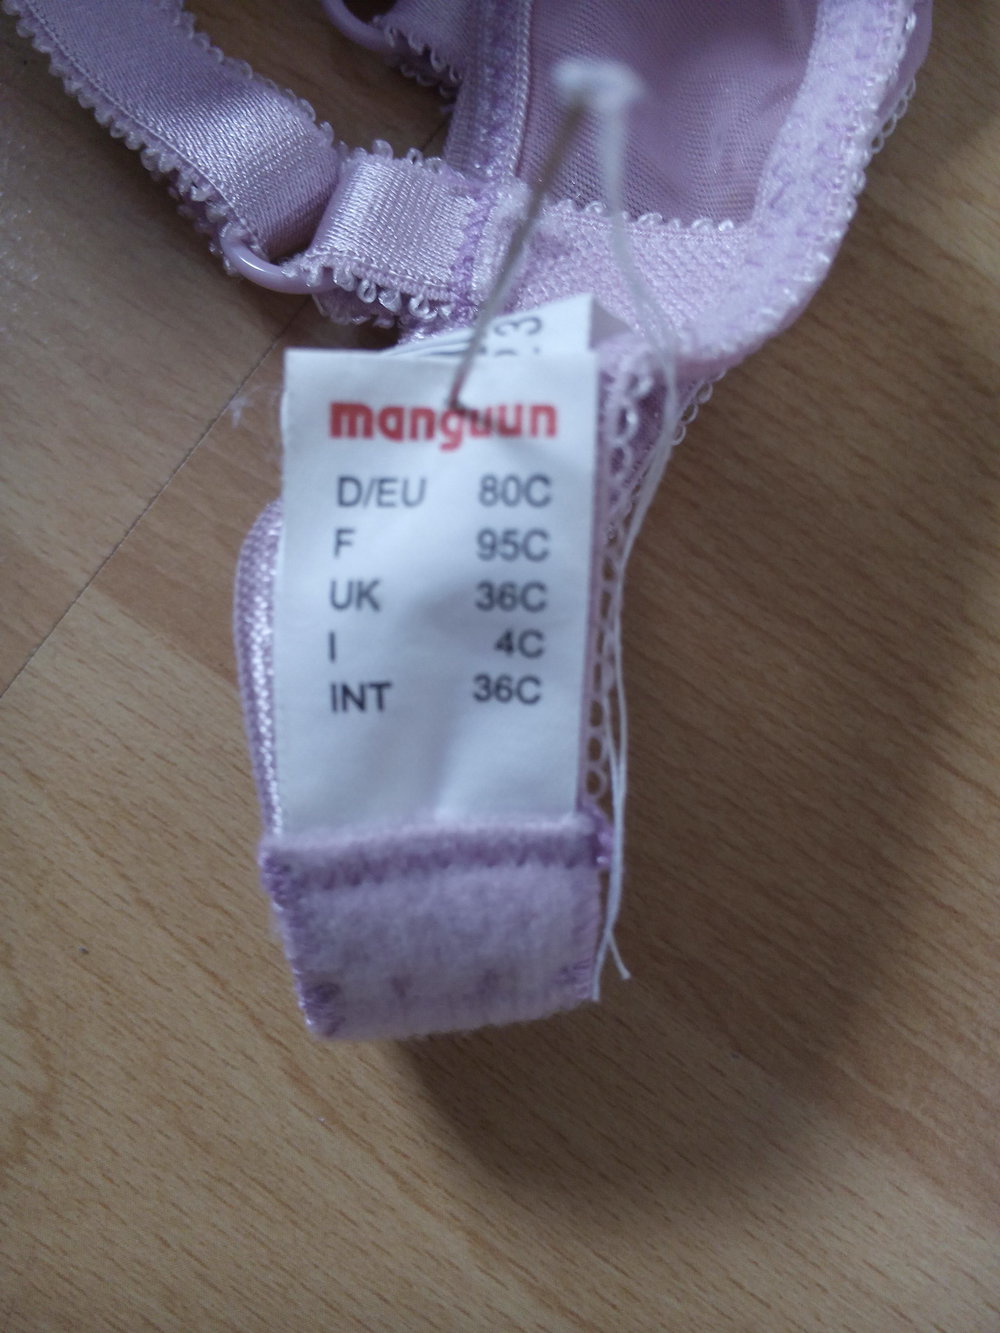 manguun
D/EU 80C
F 95C
UK 36C
I 4C
INT 36C